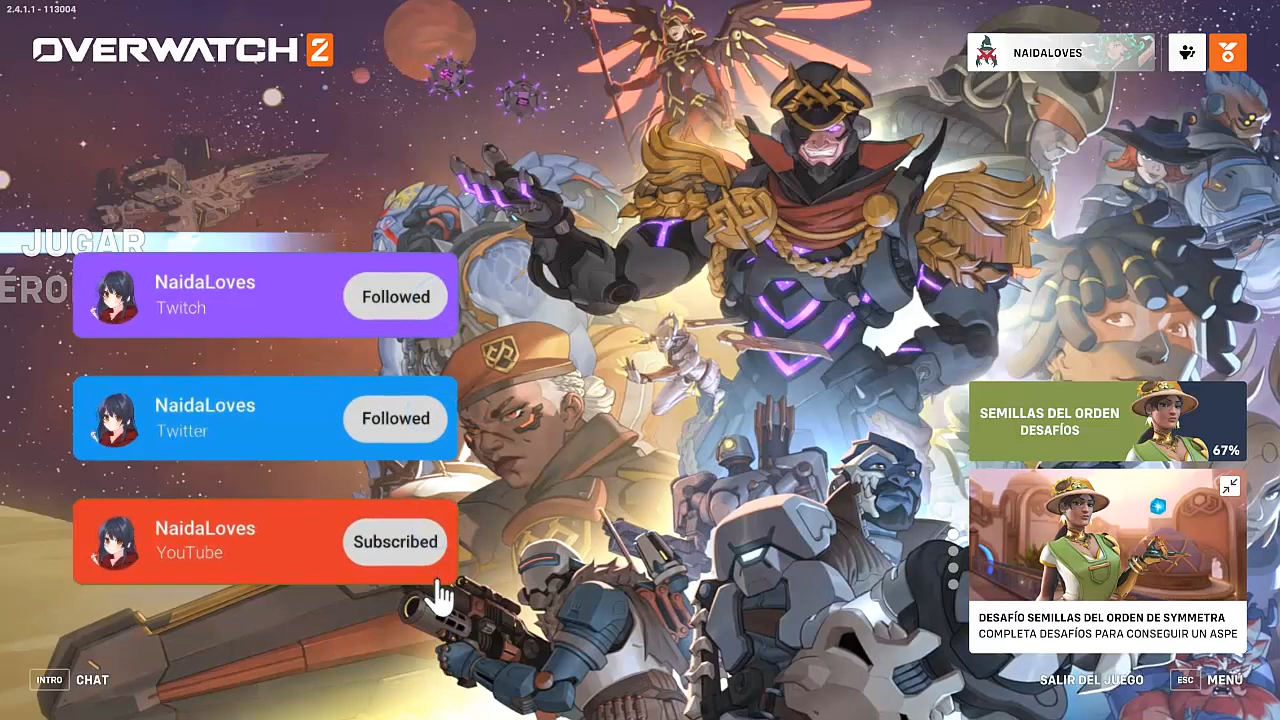 2.4.1.1 - 113004
OVERWATCH 2
NAIDALOVES
JUGAR
ÉRO
NaidaLoves
Twitch
Followed
NaidaLoves
Twitter
Followed
NaidaLoves
YouTube
Subscribed
SEMILLAS DEL ORDEN
DESAFÍOS
67%
DESAFÍO SEMILLAS DEL ORDEN DE SYMMETRA
COMPLETA DESAFÍOS PARA CONSEGUIR UN ASPE
INTRO CHAT
SALIR DEL JUEGO
ESC MENÚ